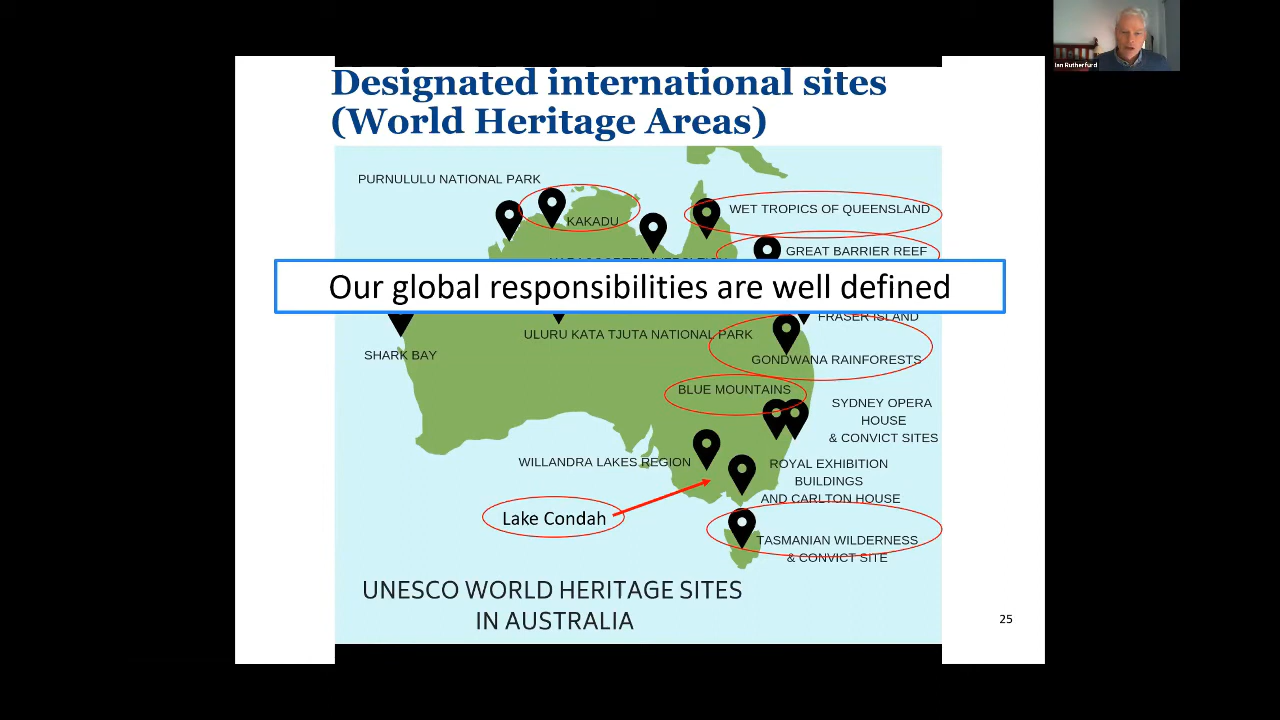 Ian Rutherfurd
Designated international sites
(World Heritage Areas)
PURNULULU NATIONAL PARK
KAKADU
WET TROPICS OF QUEENSLAND
GREAT BARRIER REEF
Our global responsibilities are well defined
FRASER ISLAND
ULURU KATA TJUTA NATIONAL PARK
SHARK BAY
GONDWANA RAINFORESTS
BLUE MOUNTAINS
SYDNEY OPERA
HOUSE
& CONVICT SITES
WILLANDRA LAKES REGION
ROYAL EXHIBITION
BUILDINGS
AND CARLTON HOUSE
Lake Condah
TASMANIAN WILDERNESS
& CONVICT SITE
UNESCO WORLD HERITAGE SITES
IN AUSTRALIA
25